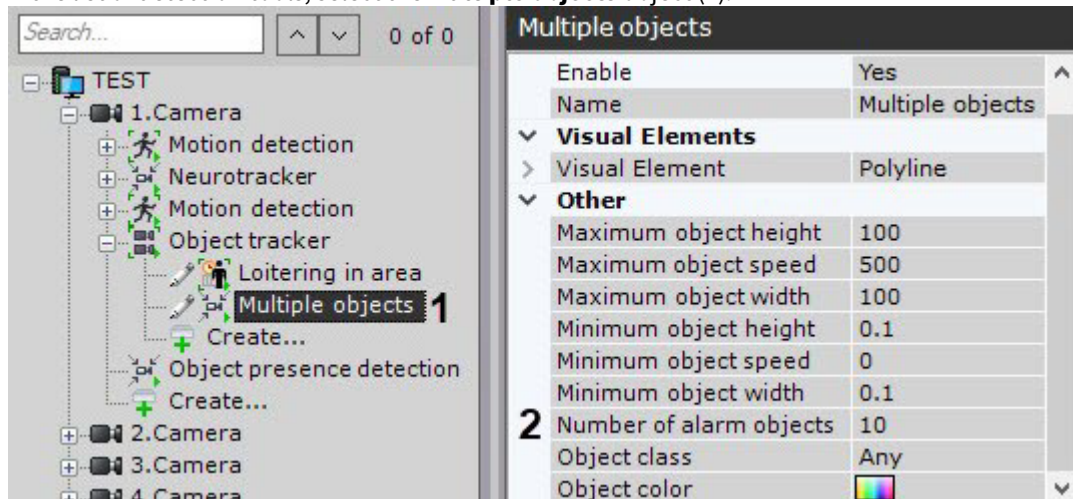 Search...
0 of 0
TEST
1.Camera
Motion detection
Neurotracker
Motion detection
Object tracker
Loitering in area
Multiple objects 1
Create...
Object presence detection
Create...
2.Camera
3.Camera
4.Camera
Multiple objects
Enable Yes
Name Multiple objects
Visual Elements
Visual Element Polyline
Other
Maximum object height 100
Maximum object speed 500
Maximum object width 100
Minimum object height 0.1
Minimum object speed 0
Minimum object width 0.1
2 Number of alarm objects 10
Object class Any
Object color